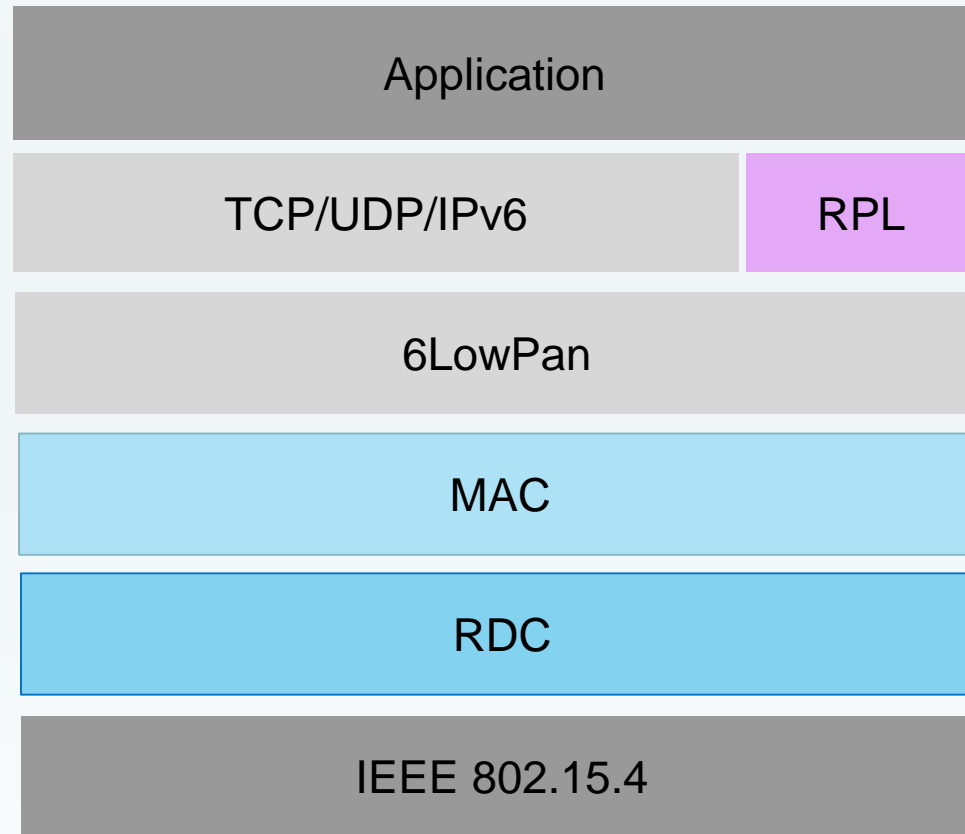 Application
TCP/UDP/IPv6
RPL
6LowPan
MAC
RDC
IEEE 802.15.4